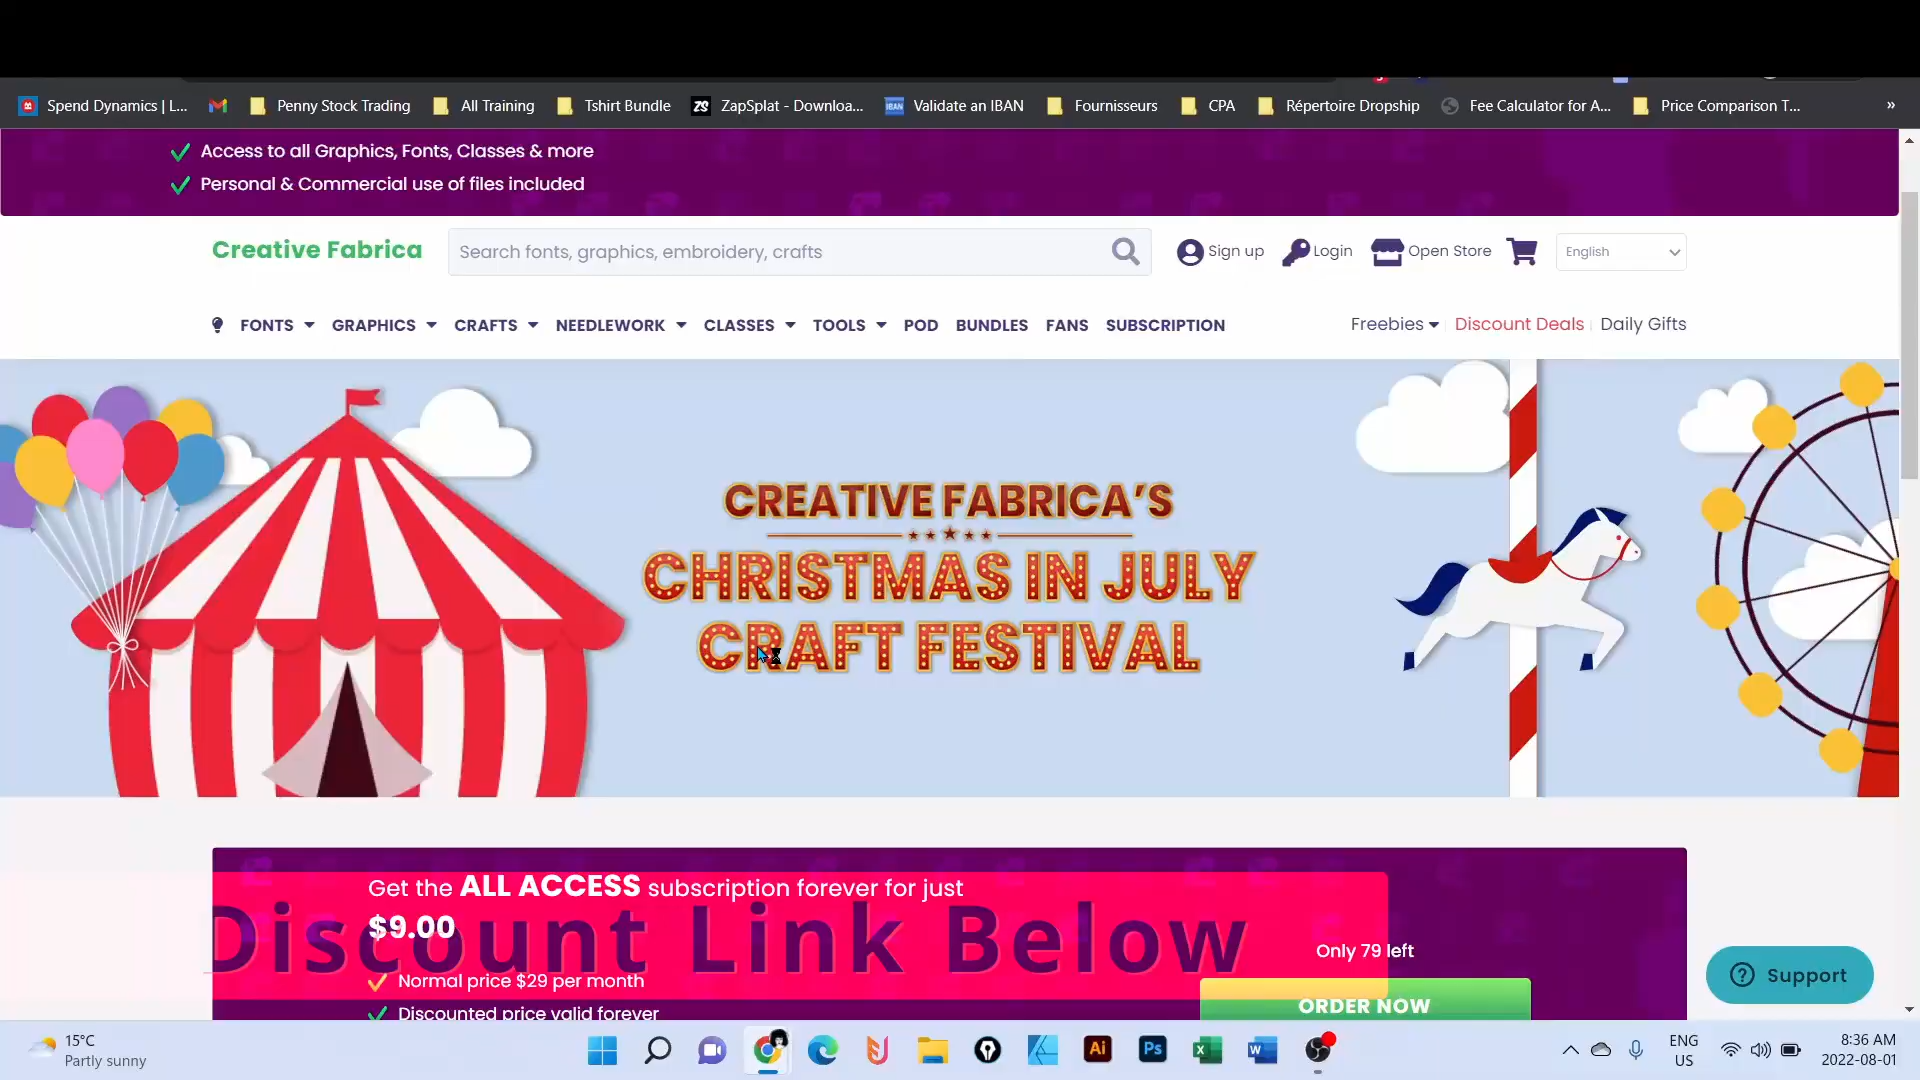 Spend Dynamics | L...
Penny Stock Trading
All Training
Tshirt Bundle
ZS
ZapSplat - Downloa...
IBAN
Validate an IBAN
Fournisseurs
CPA
Répertoire Dropship
Fee Calculator for A...
Price Comparison T...
»
Access to all Graphics, Fonts, Classes & more
Personal & Commercial use of files included
Creative Fabrica
Search fonts, graphics, embroidery, crafts
Sign up
Login
Open Store
English
FONTS
GRAPHICS
CRAFTS
NEEDLEWORK
CLASSES
TOOLS
POD
BUNDLES
FANS
SUBSCRIPTION
Freebies
Discount Deals
Daily Gifts
CREATIVE FABRICA'S
CHRISTMAS IN JULY
CRAFT FESTIVAL
Get the ALL ACCESS subscription forever for just
$9.00
Discount Link Below
Only 79 left
Normal price $29 per month
ORDER NOW
Discounted price valid forever
Support
15°C
Partly sunny
Ai
Ps
ENG
US
8:36 AM
2022-08-01